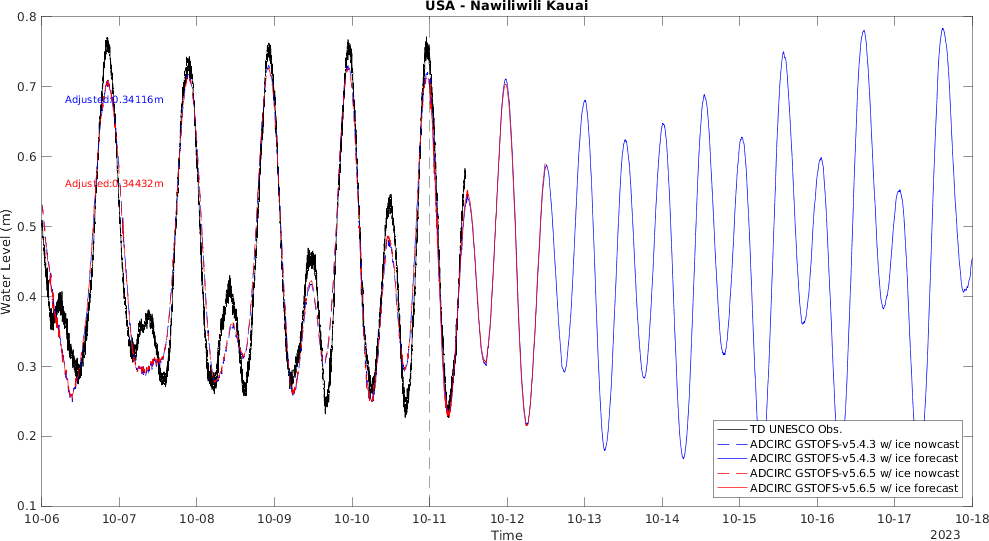 USA - Nawiliwili Kauai
0.8
0.7
0.6
0.5
0.4
0.3
0.2
0.1
Water Level (m)
Adjusted:0.34116m
Adjusted:0.34432m
TD UNESCO Obs.
ADCIRC GSTOFS-v5.4.3 w/ ice nowcast
ADCIRC GSTOFS-v5.4.3 w/ ice forecast
ADCIRC GSTOFS-v5.6.5 w/ ice nowcast
ADCIRC GSTOFS-v5.6.5 w/ ice forecast
10-06 10-07 10-08 10-09 10-10 10-11 10-12 10-13 10-14 10-15 10-16 10-17 10-18
Time
2023